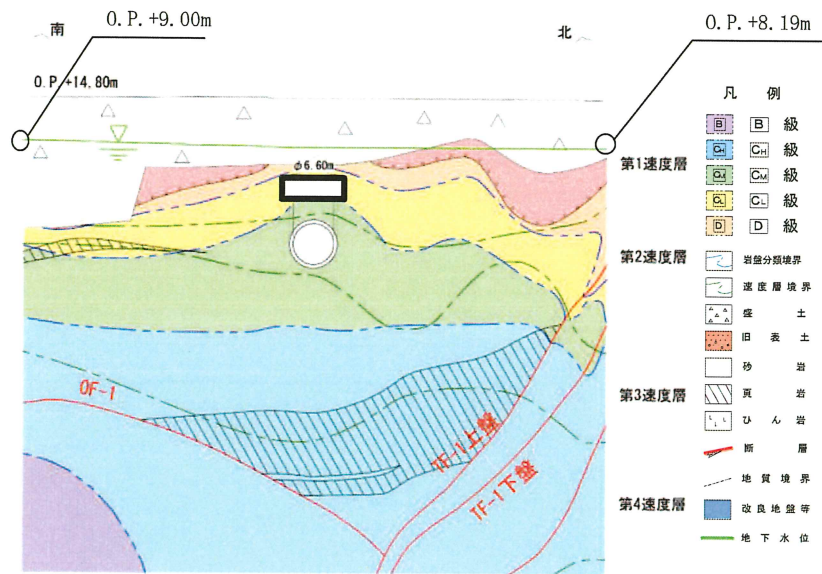 O.P.+9.00m
O.P.+8.19m
南
北
O.P.+14.80m
φ6.60m
OF-1
TF-1上盤
TF-1下盤
第1速度層
第2速度層
第3速度層
第4速度層
凡 例
B B 級
CH CH 級
CM CM 級
CL CL 級
D D 級
岩盤分類境界
速度層境界
盛 土
旧 表 土
砂 岩
頁 岩
ひ ん 岩
断 層
地 質 境 界
改 良 地 盤 等
地 下 水 位